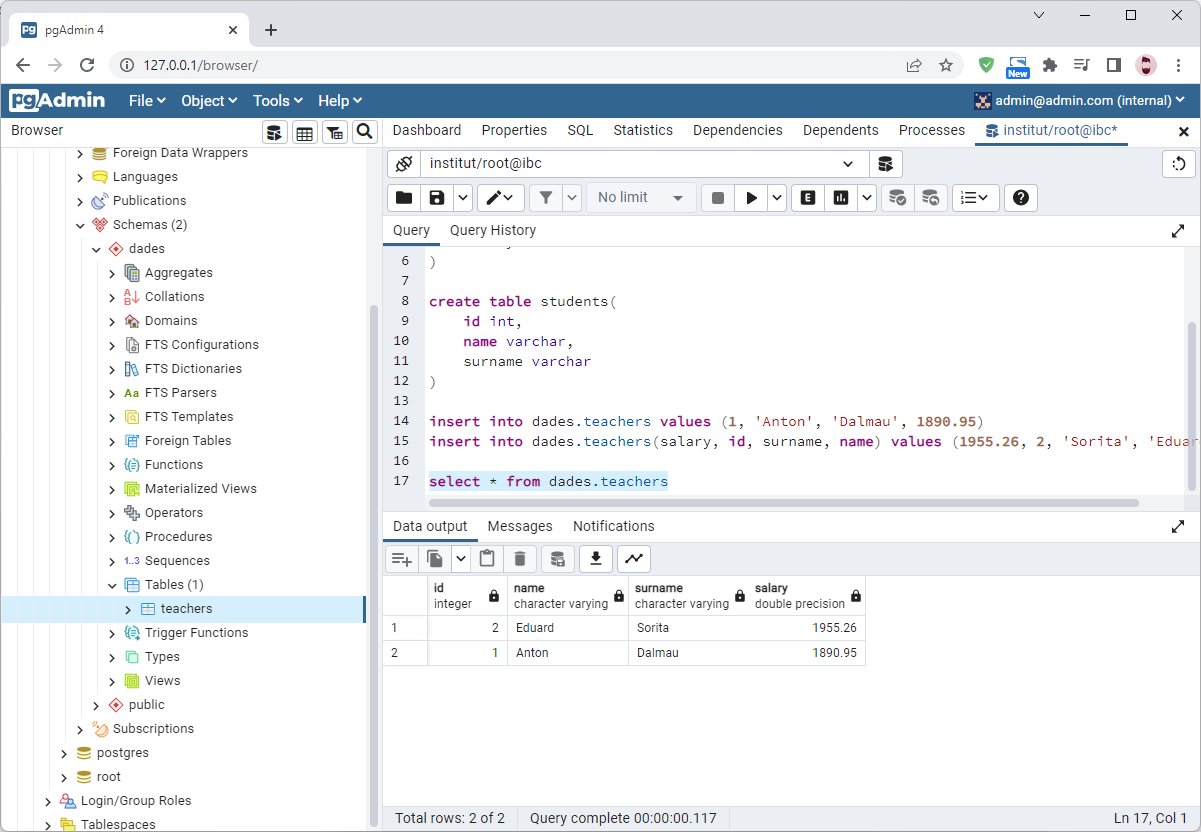 pgAdmin 4
127.0.0.1/browser/
New
pgAdmin File Object Tools Help admin@admin.com (internal)
Browser
Dashboard Properties SQL Statistics Dependencies Dependents Processes institut/root@ibc*
Foreign Data Wrappers
Languages
Publications
Schemas (2)
dades
Aggregates
Collations
Domains
FTS Configurations
FTS Dictionaries
Aa FTS Parsers
FTS Templates
Foreign Tables
Functions
Materialized Views
Operators
Procedures
1..3 Sequences
Tables (1)
teachers
Trigger Functions
Types
Views
public
Subscriptions
postgres
root
Login/Group Roles
Tablespaces
institut/root@ibc
No limit
E
Query Query History
6 )
7
8 create table students(
9 id int,
10 name varchar,
11 surname varchar
12 )
13
14 insert into dades.teachers values (1, 'Anton', 'Dalmau', 1890.95)
15 insert into dades.teachers(salary, id, surname, name) values (1955.26, 2, 'Sorita', 'Eduar
16
17 select * from dades.teachers
Data output Messages Notifications
id name surname salary
integer character varying character varying double precision
1 2 Eduard Sorita 1955.26
2 1 Anton Dalmau 1890.95
Total rows: 2 of 2 Query complete 00:00:00.117 Ln 17, Col 1